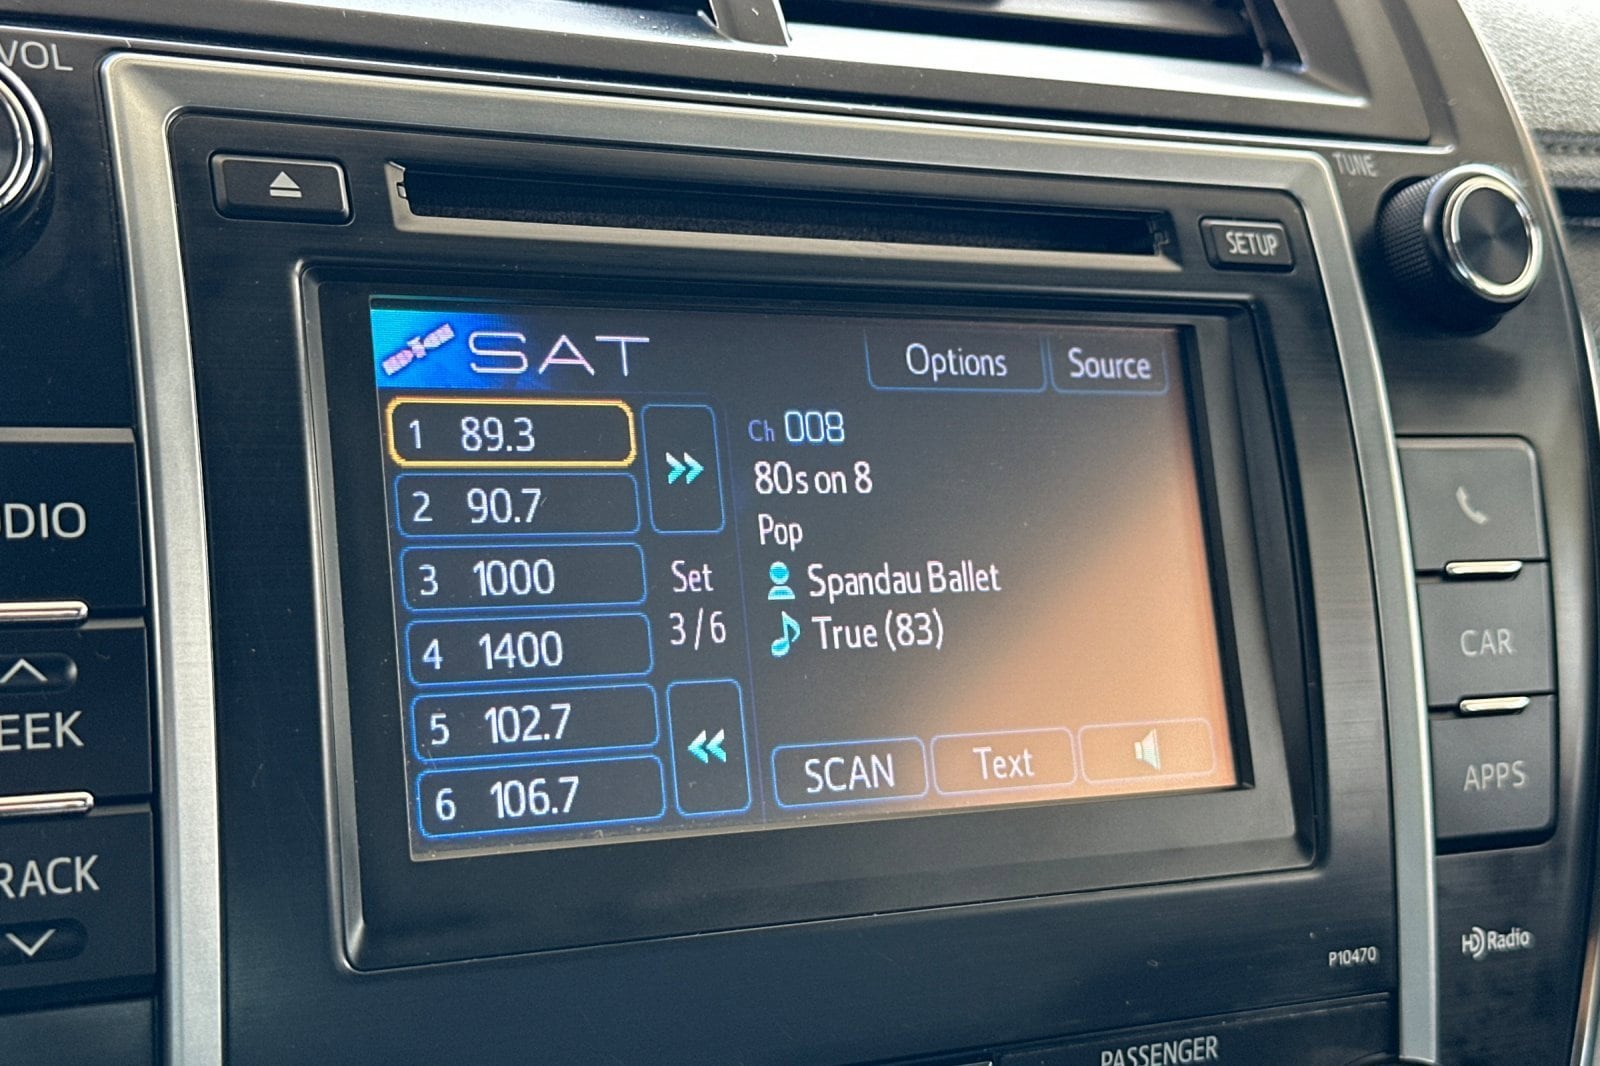 VOL
TUNE
SETUP
SAT
Options
Source
1 89.3
2 90.7
3 1000
4 1400
5 102.7
6 106.7
Set
3/6
Ch 008
80s on 8
Pop
Spandau Ballet
True (83)
SCAN
Text
DIO
EEK
RACK
CAR
APPS
HD Radio
P10470
PASSENGER